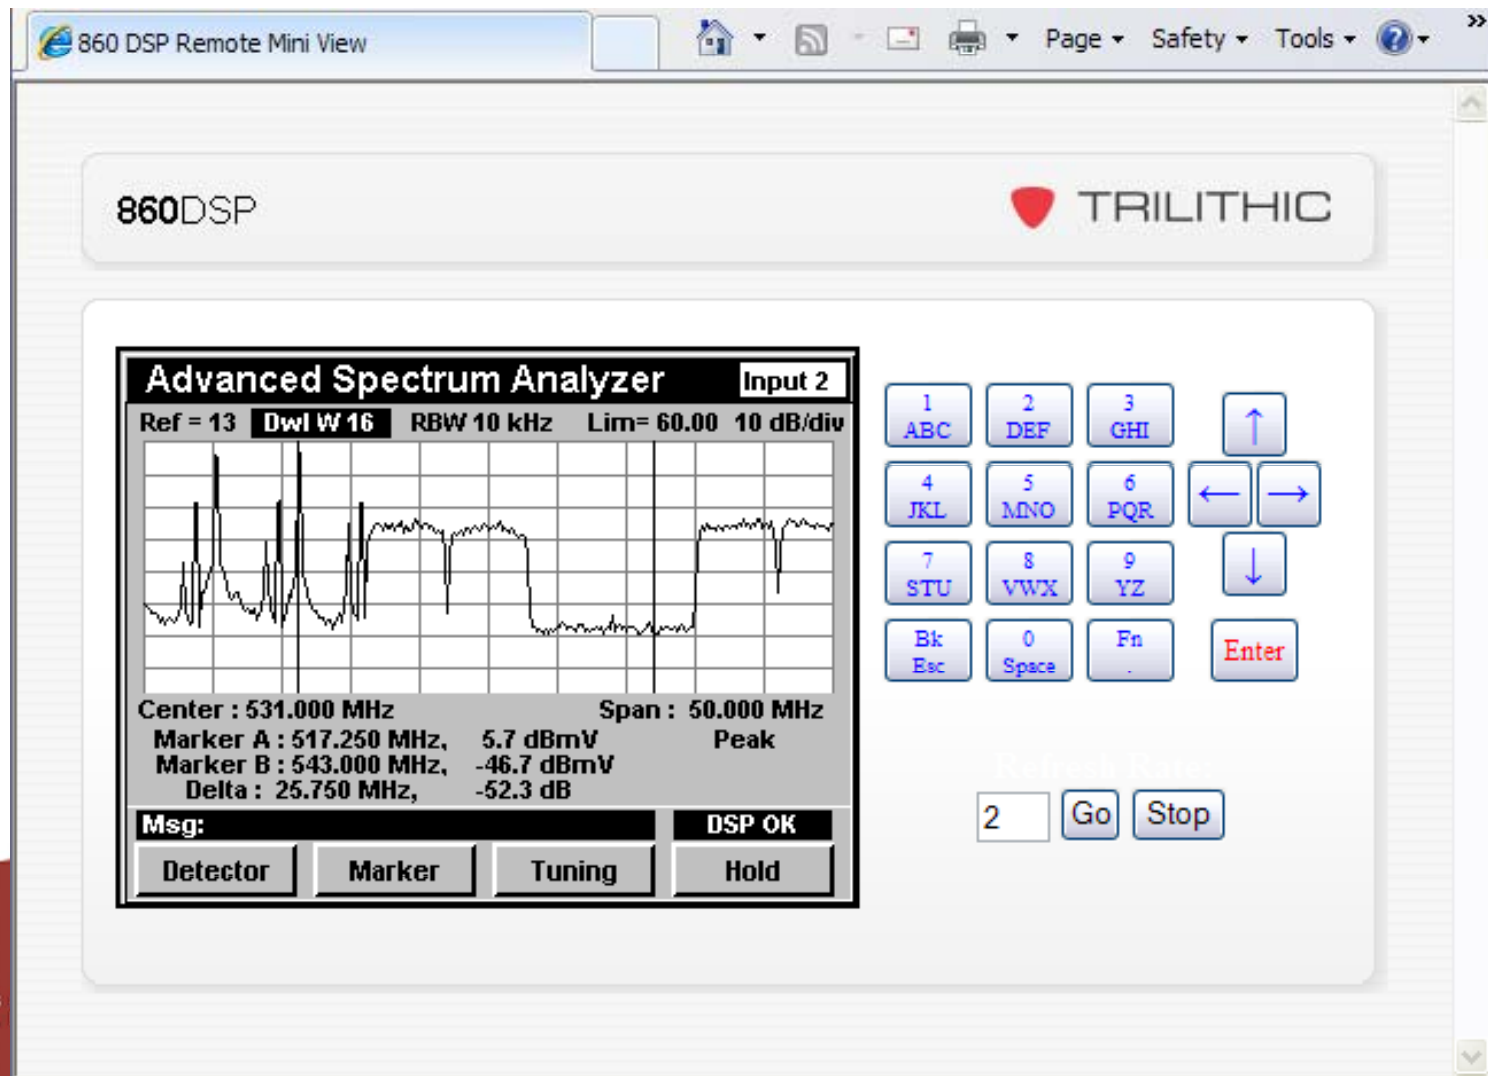 860 DSP Remote Mini View
Page Safety Tools
860DSP
TRILITHIC
Advanced Spectrum Analyzer Input 2
Ref = 13 Dwl W 16 RBW 10 kHz Lim= 60.00 10 dB/div
Center : 531.000 MHz Span : 50.000 MHz
Marker A : 517.250 MHz, 5.7 dBmV Peak
Marker B : 543.000 MHz, -46.7 dBmV
Delta : 25.750 MHz, -52.3 dB
Msg: DSP OK
Detector Marker Tuning Hold
1 2 3
ABC DEF GHI
4 5 6
JKL MNO PQR
7 8 9
STU VWX YZ
Bk 0 Fn
Esc Space .
Enter
Refresh Rate:
2 Go Stop